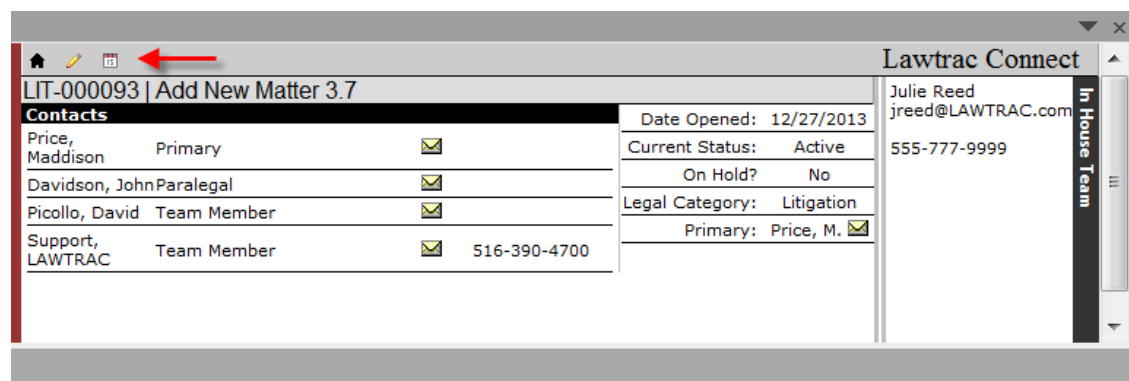 15
Lawtrac Connect
LIT-000093 | Add New Matter 3.7
Contacts
Price,
Maddison Primary
Davidson, John Paralegal
Picollo, David Team Member
Support,
LAWTRAC Team Member 516-390-4700
Date Opened: 12/27/2013
Current Status: Active
On Hold? No
Legal Category: Litigation
Primary: Price, M.
Julie Reed
jreed@LAWTRAC.com
555-777-9999
In House Team